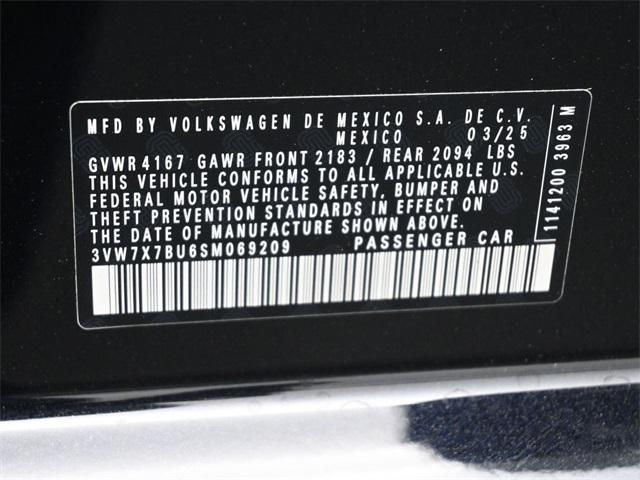 MFD BY VOLKSWAGEN DE MEXICO S.A. DE C.V.
MEXICO 03/25
GVWR 4167 GAWR FRONT 2183 / REAR 2094 LBS
THIS VEHICLE CONFORMS TO ALL APPLICABLE U.S.
FEDERAL MOTOR VEHICLE SAFETY, BUMPER AND
THEFT PREVENTION STANDARDS IN EFFECT ON
THE DATE OF MANUFACTURE SHOWN ABOVE.
3VW7X7BU6SM069209 PASSENGER CAR
1141200 3963 M